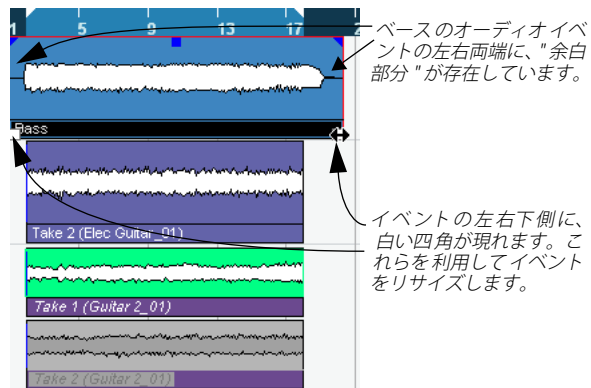 1 5 9 13 17 2
ベースのオーディオイベ
ントの左右両端に、"余白
部分"が存在しています。
Bass
Take 2 (Elec Guitar_01)
イベントの左右下側に、
白い四角が現れます。こ
れらを利用してイベント
をリサイズします。
Take 1 (Guitar 2_01)
Take 2 (Guitar 2_01)